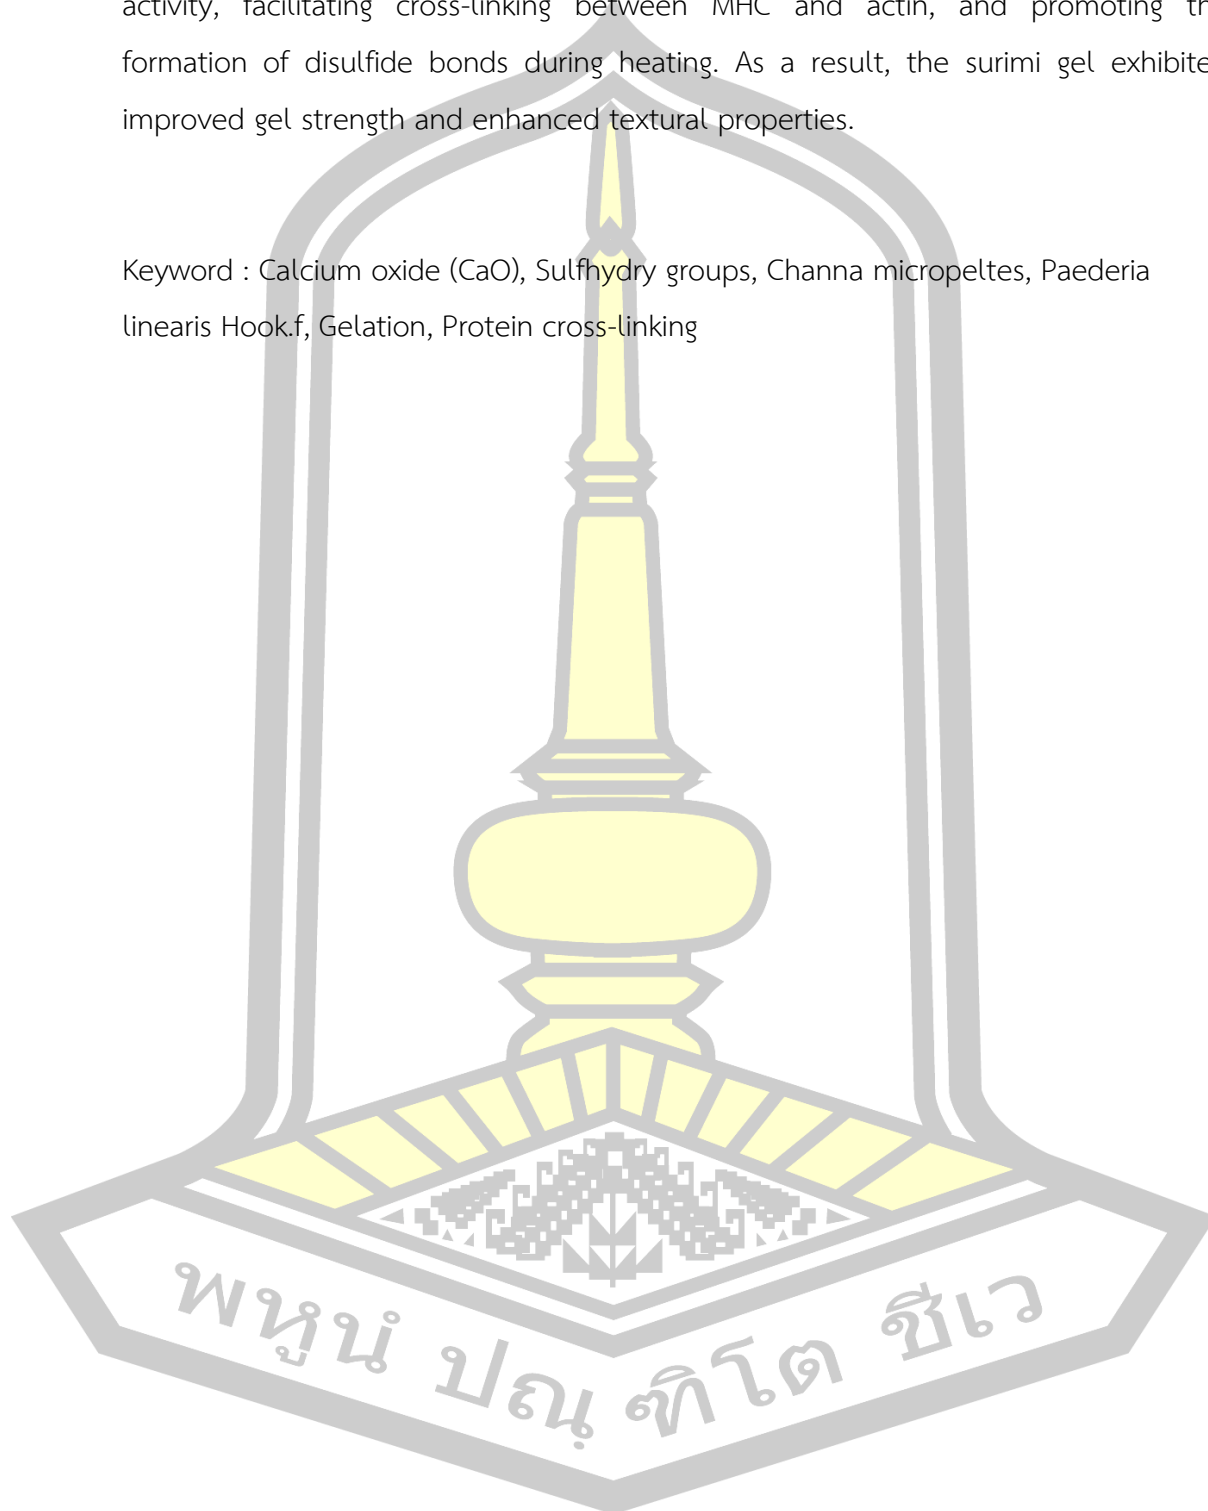 activity, facilitating cross-linking between MHC and actin, and promoting th
formation of disulfide bonds during heating. As a result, the surimi gel exhibite
improved gel strength and enhanced textural properties.
Keyword : Calcium oxide (CaO), Sulfhydry groups, Channa micropeltes, Paederia
linearis Hook.f, Gelation, Protein cross-linking
พหูนํ ปณฺฑิโต ชีเว